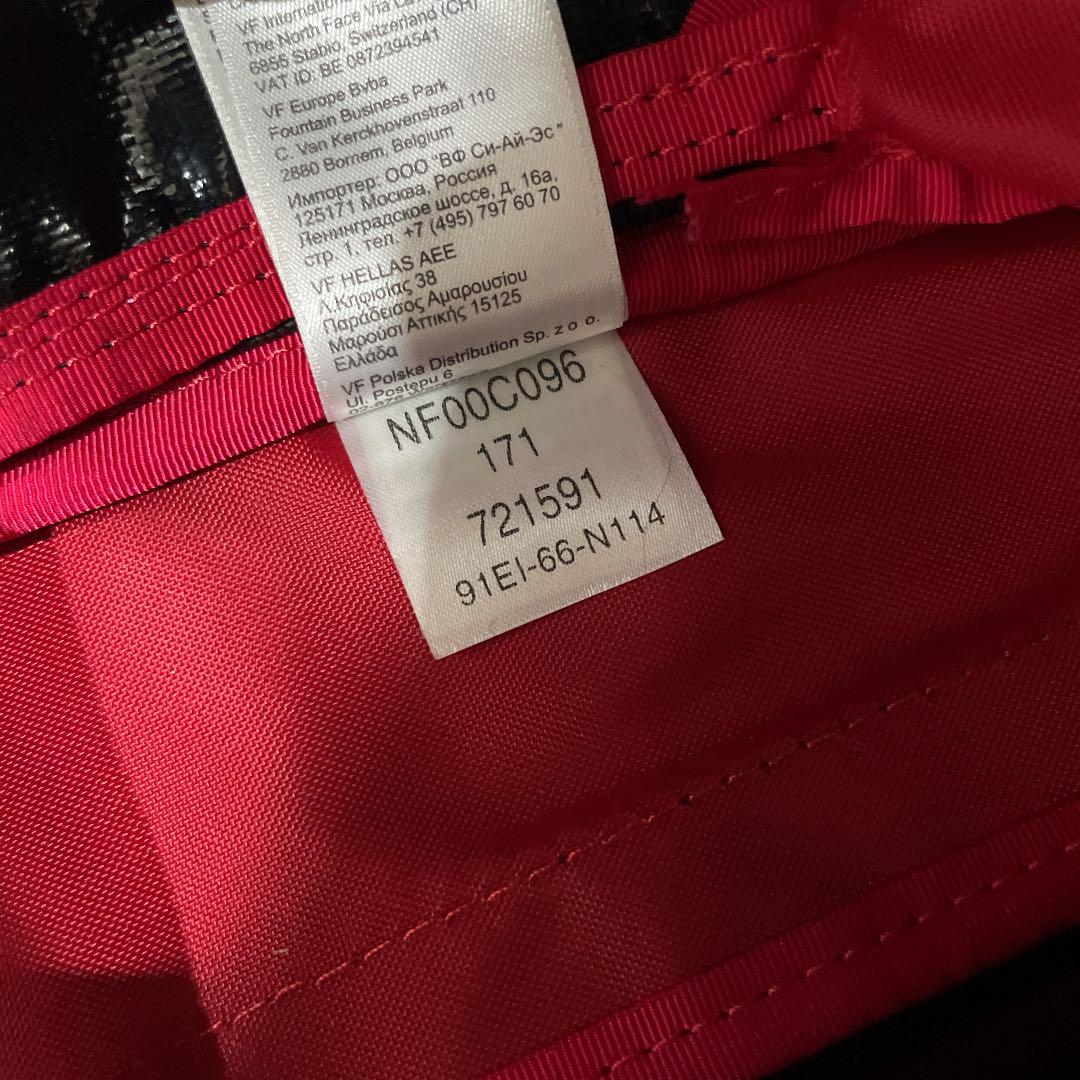 VF International
The North Face Via La
6855 Stabio, Switzerland (CH)
VAT ID: BE 0872394541
VF Europe Bvba
Fountain Business Park
C. Van Kerckhovenstraat 110
2880 Bornem, Belgium
Импортер: ООО "ВФ Си-Ай-Эс"
125171 Москва, Россия
Ленинградское шоссе, д. 16а,
стр. 1, тел. +7 (495) 797 60 70
VF HELLAS AEE
Λ.Κηφισίας 38
Παράδεισος Αμαρουσίου
Μαρούσι Αττικής 15125
Ελλάδα
VF Polska Distribution Sp. z o o.
Ul. Postępu 6
NF00C096
171
721591
91EI-66-N114